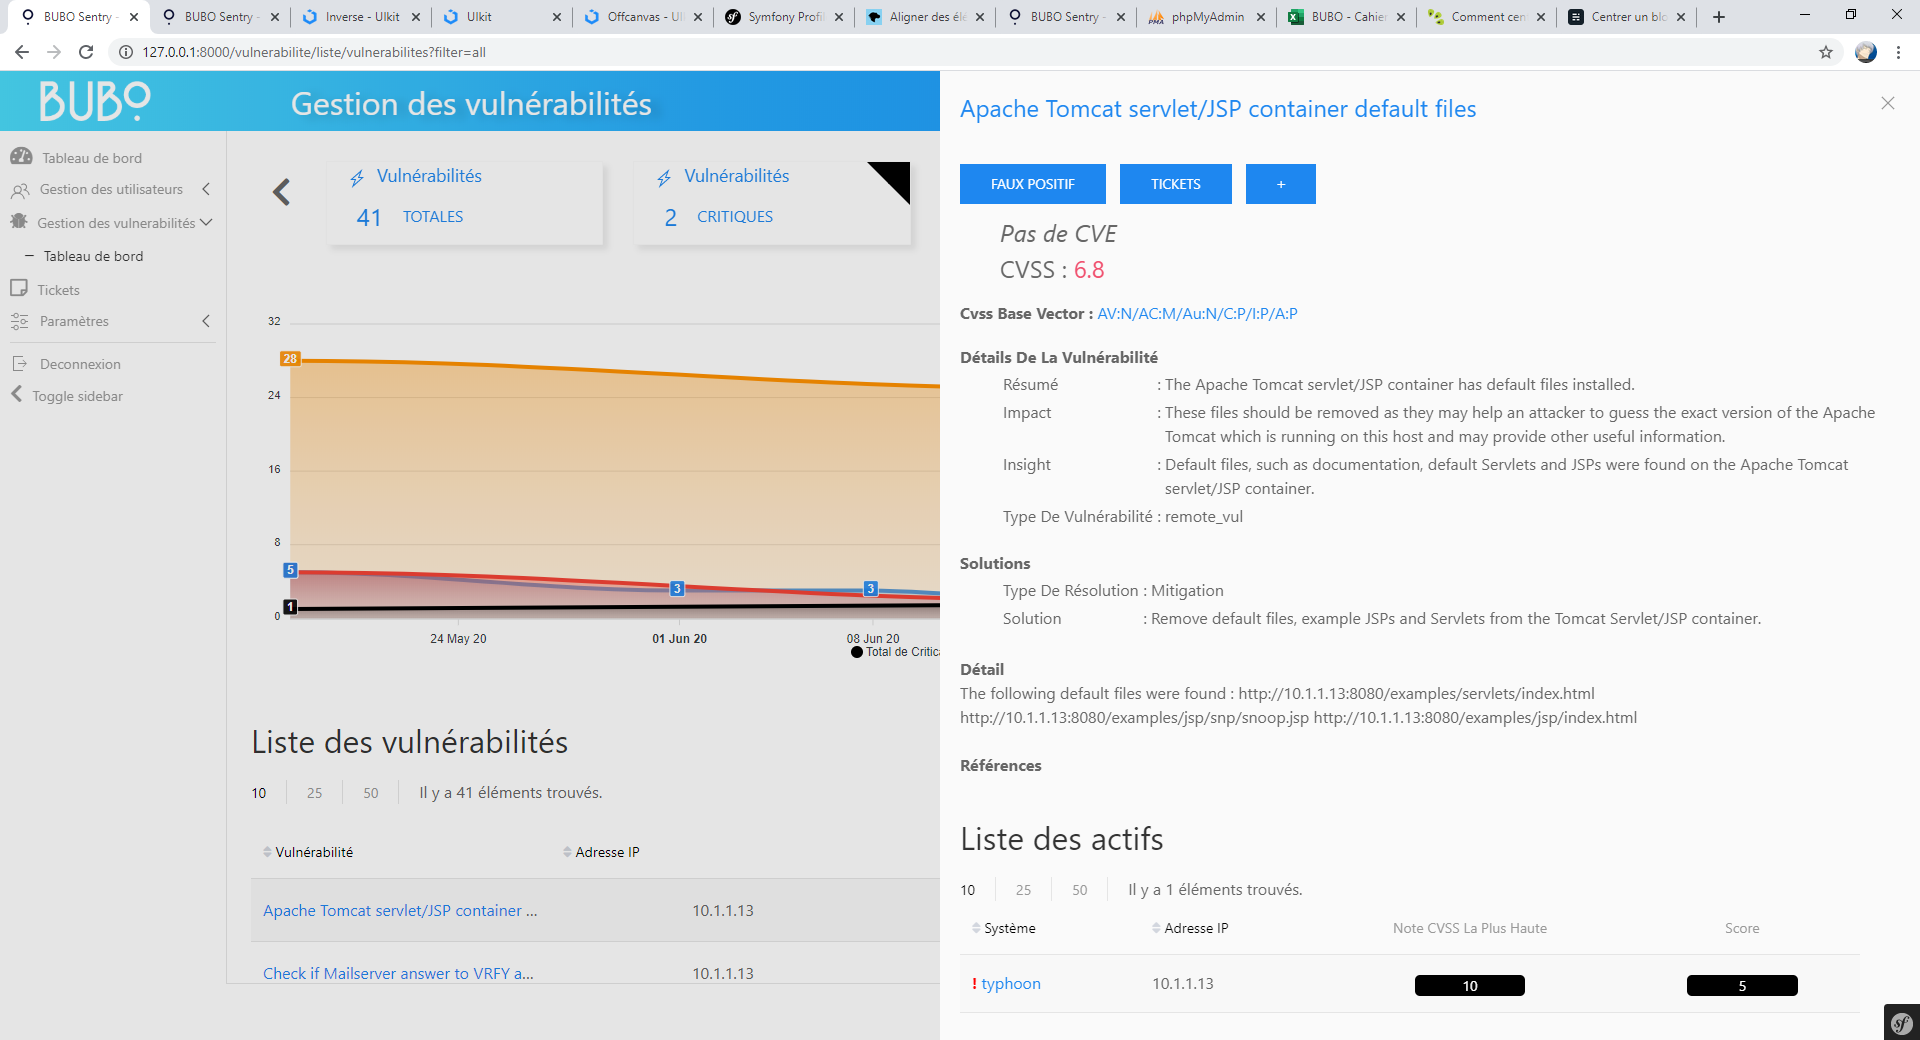 BUBO Sentry -
BUBO Sentry -
Inverse - UIkit
UIkit
Offcanvas - UI
Symfony Profil
Aligner des élé
BUBO Sentry -
phpMyAdmin
BUBO - Cahier
Comment cen
Centrer un blo
127.0.0.1:8000/vulnerabilite/liste/vulnerabilites?filter=all
BUBO
Gestion des vulnérabilités
Tableau de bord
Gestion des utilisateurs
Gestion des vulnerabilités
Tableau de bord
Tickets
Paramètres
Deconnexion
Toggle sidebar
Vulnérabilités
41 TOTALES
Vulnérabilités
2 CRITIQUES
32
28
24
16
8
5
3
3
1
0
24 May 20
01 Jun 20
08 Jun 20
Total de Critica
Liste des vulnérabilités
10 25 50 Il y a 41 éléments trouvés.
Vulnérabilité Adresse IP
Apache Tomcat servlet/JSP container ... 10.1.1.13
Check if Mailserver answer to VRFY a... 10.1.1.13
Apache Tomcat servlet/JSP container default files
FAUX POSITIF TICKETS +
Pas de CVE
CVSS : 6.8
Cvss Base Vector : AV:N/AC:M/Au:N/C:P/I:P/A:P
Détails De La Vulnérabilité
Résumé : The Apache Tomcat servlet/JSP container has default files installed.
Impact : These files should be removed as they may help an attacker to guess the exact version of the Apache
Tomcat which is running on this host and may provide other useful information.
Insight : Default files, such as documentation, default Servlets and JSPs were found on the Apache Tomcat
servlet/JSP container.
Type De Vulnérabilité : remote_vul
Solutions
Type De Résolution : Mitigation
Solution : Remove default files, example JSPs and Servlets from the Tomcat Servlet/JSP container.
Détail
The following default files were found : http://10.1.1.13:8080/examples/servlets/index.html
http://10.1.1.13:8080/examples/jsp/snp/snoop.jsp http://10.1.1.13:8080/examples/jsp/index.html
Références
Liste des actifs
10 25 50 Il y a 1 éléments trouvés.
Système Adresse IP Note CVSS La Plus Haute Score
! typhoon 10.1.1.13 10 5